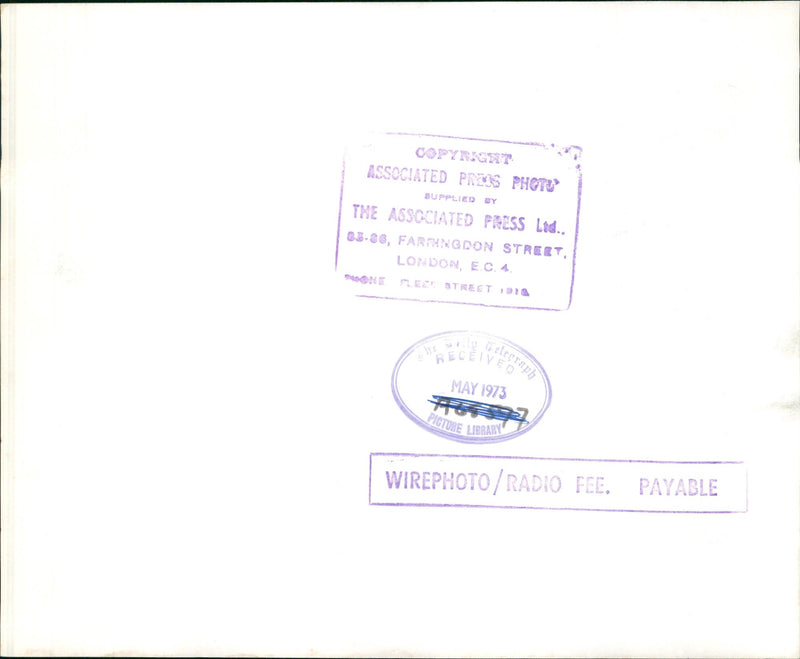 COPYRIGHT
ASSOCIATED PRESS PHOTO
SUPPLIED BY
THE ASSOCIATED PRESS Ltd.,
83-86, FARRINGDON STREET,
LONDON, E.C. 4.
PHONE FLEET STREET 1918
The Daily Telegraph
RECEIVED
MAY 1973
PICTURE LIBRARY
WIREPHOTO/RADIO FEE. PAYABLE